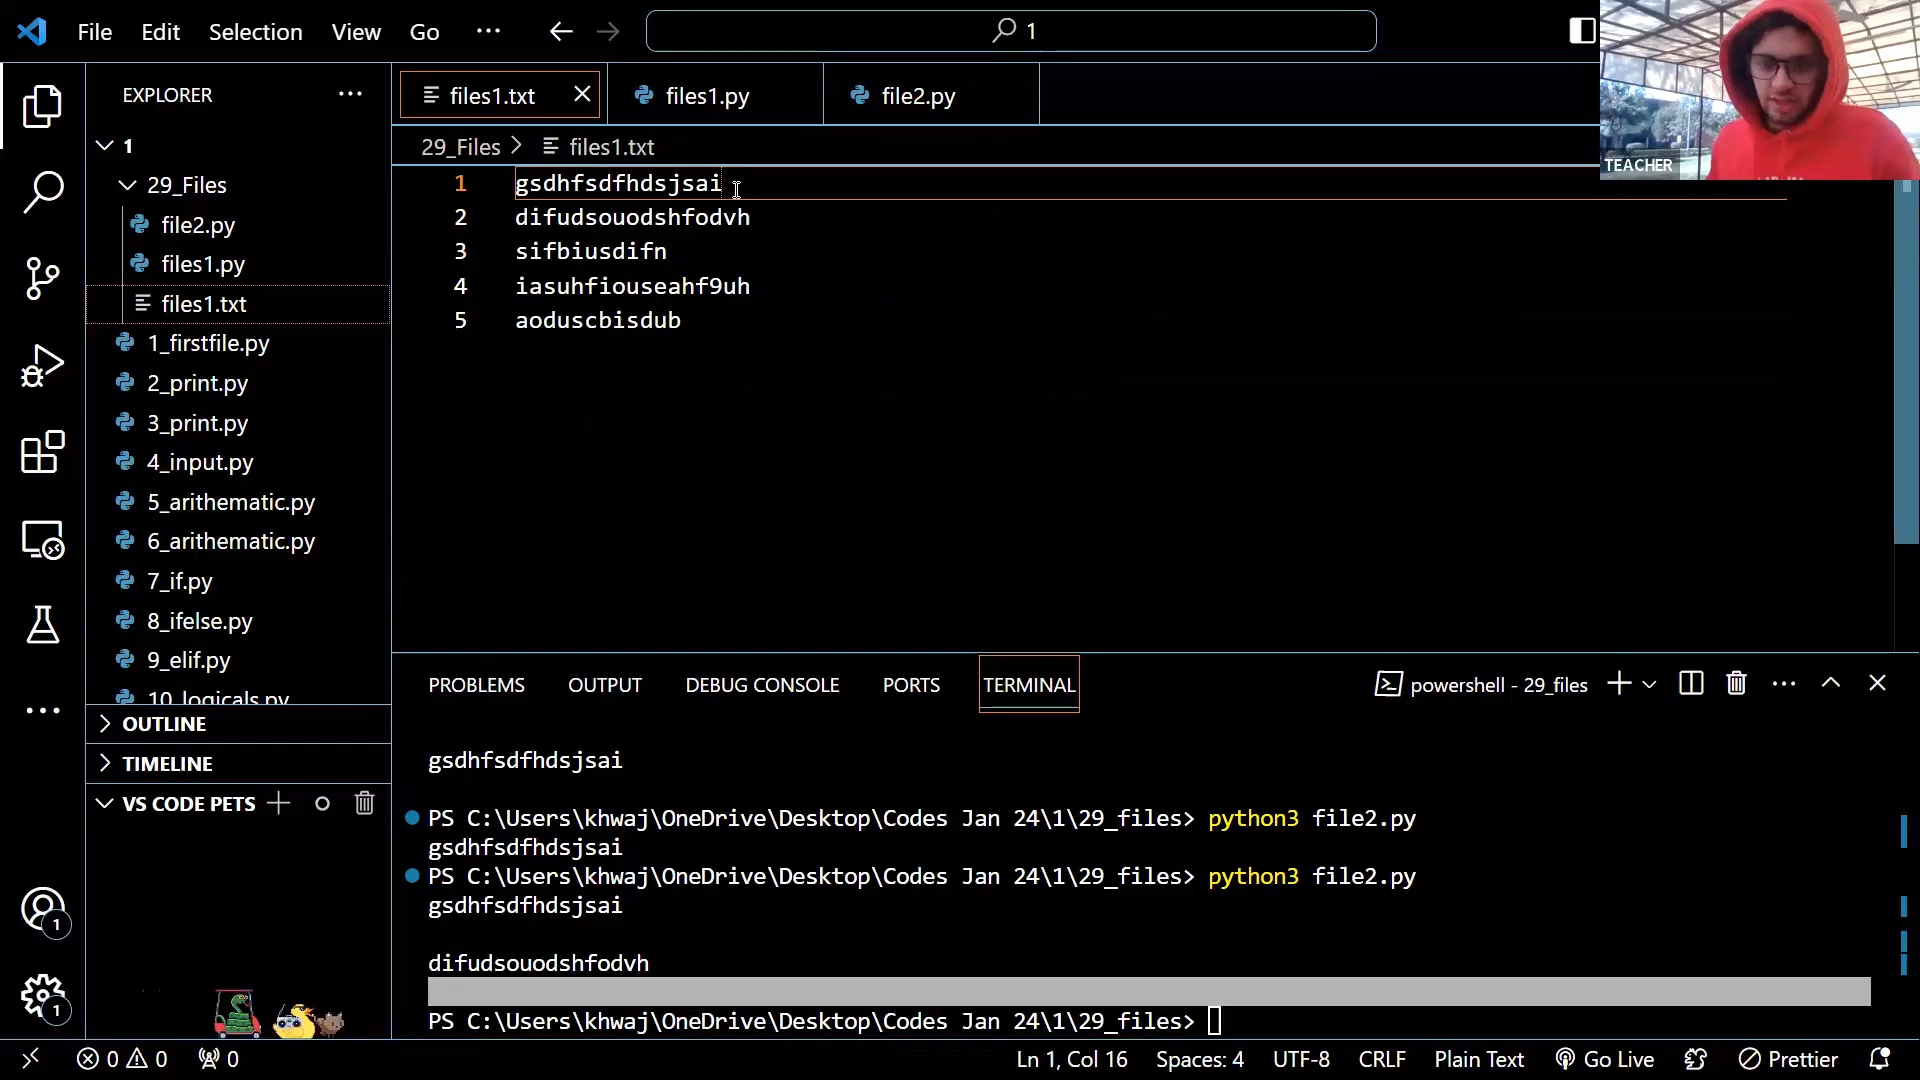 File Edit Selection View Go ··· 1
TEACHER
EXPLORER ···
1
29_Files
file2.py
files1.py
files1.txt
1_firstfile.py
2_print.py
3_print.py
4_input.py
5_arithematic.py
6_arithematic.py
7_if.py
8_ifelse.py
9_elif.py
10_logicals.py
OUTLINE
TIMELINE
VS CODE PETS
1
1
files1.txt files1.py file2.py
29_Files > files1.txt
1 gsdhfsdfhdsjsai
2 difudsouodshfodvh
3 sifbiusdifn
4 iasuhfiouseahf9uh
5 aoduscbisdub
PROBLEMS OUTPUT DEBUG CONSOLE PORTS TERMINAL powershell - 29_files
gsdhfsdfhdsjsai
PS C:\Users\khwaj\OneDrive\Desktop\Codes Jan 24\1\29_files> python3 file2.py
gsdhfsdfhdsjsai
PS C:\Users\khwaj\OneDrive\Desktop\Codes Jan 24\1\29_files> python3 file2.py
gsdhfsdfhdsjsai
difudsouodshfodvh
PS C:\Users\khwaj\OneDrive\Desktop\Codes Jan 24\1\29_files>
0 0 0 Ln 1, Col 16 Spaces: 4 UTF-8 CRLF Plain Text Go Live Prettier